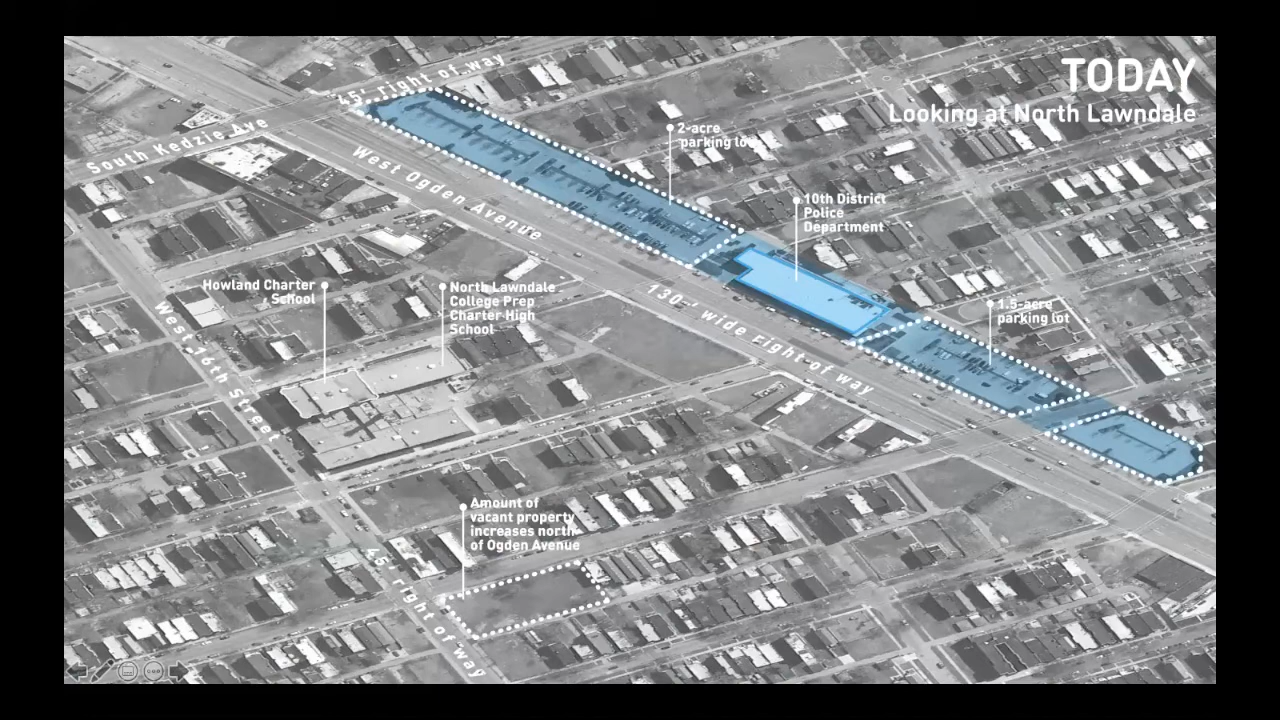 TODAY
Looking at North Lawndale
45' right of way
South Kedzie Ave
West Ogden Avenue
2-acre
parking lot
10th District
Police
Department
Howland Charter
School
North Lawndale
College Prep
Charter High
School
130-' wide right of way
1.5-acre
parking lot
West 16th Street
Amount of
vacant property
increases north
of Ogden Avenue
45' right of way